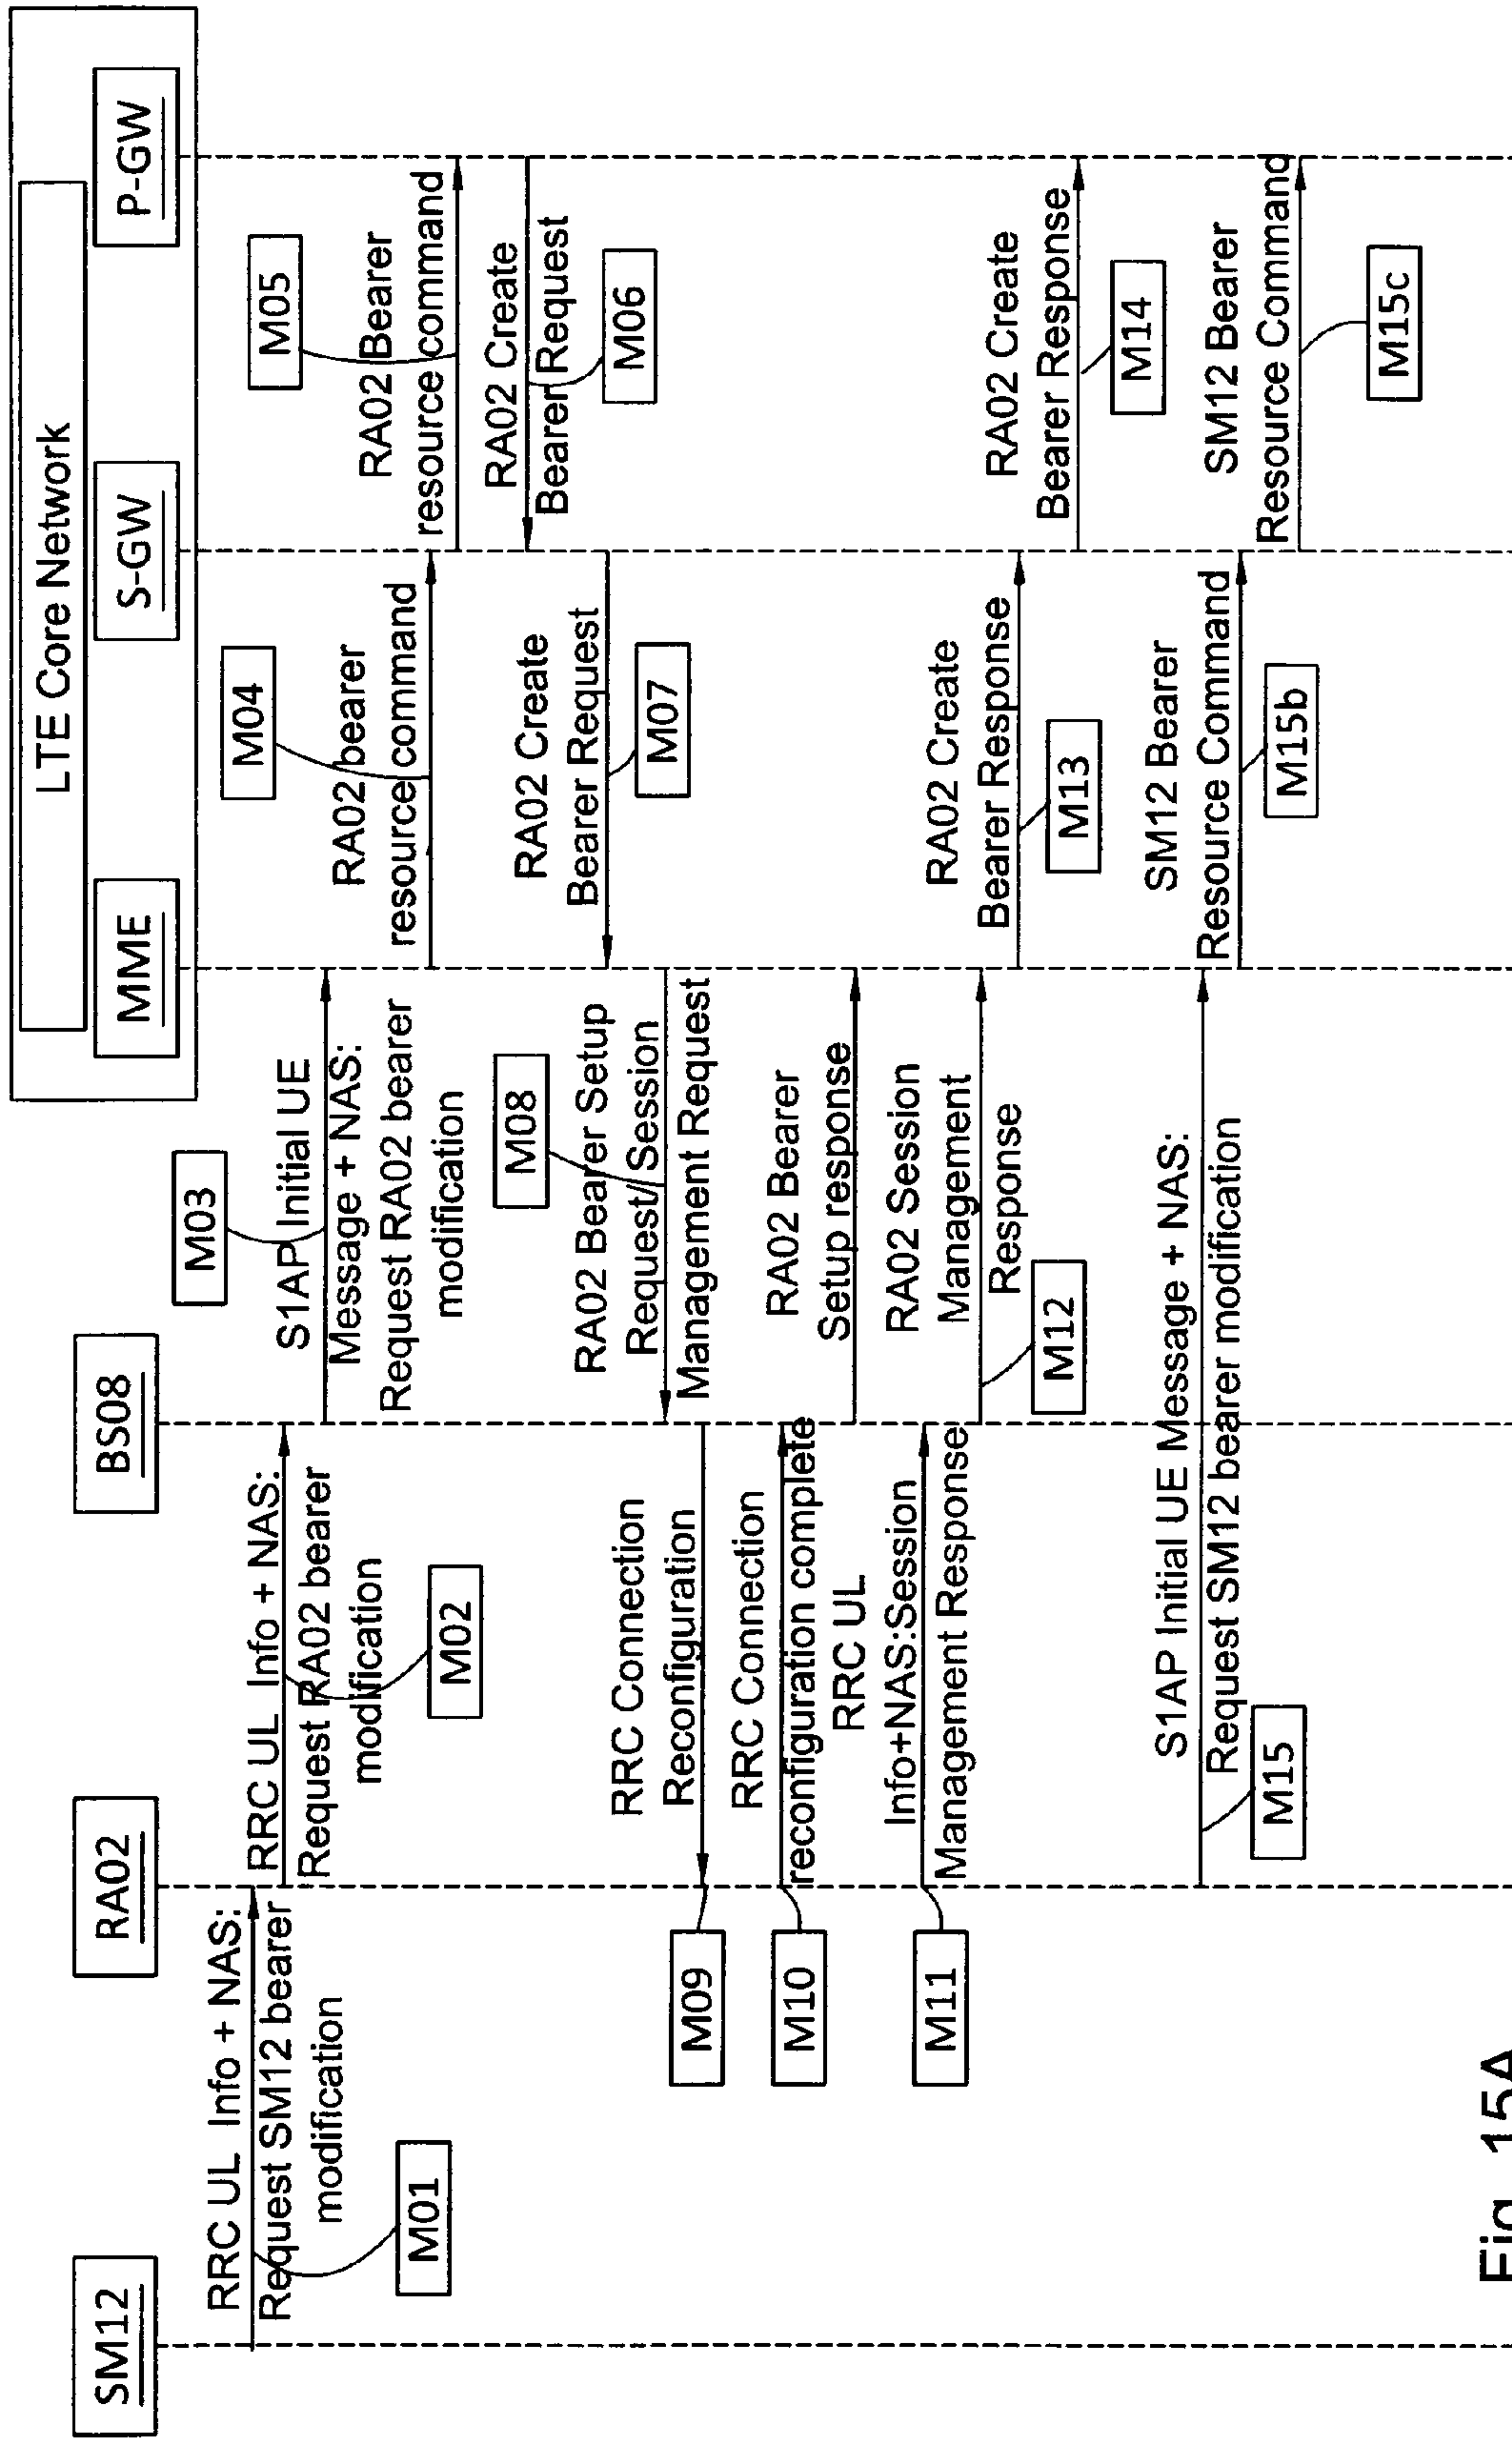 LTE Core Network
SM12
RA02
BS08
MME
S-GW
P-GW
RRC UL Info + NAS:
Request SM12 bearer
modification
M01
RRC UL Info + NAS:
Request RA02 bearer
modification
M02
M03
S1AP Initial UE
Message + NAS:
Request RA02 bearer
modification
M04
RA02 bearer
resource command
M05
RA02 Bearer
resource command
RA02 Create
Bearer Request
M06
RA02 Create
Bearer Request
M07
M08
RA02 Bearer Setup
Request/Session
Management Request
RRC Connection
Reconfiguration
M09
RRC Connection
reconfiguration complete
M10
RA02 Bearer
Setup response
RRC UL
Info+NAS:Session
Management Response
M11
RA02 Session
Management
Response
M12
RA02 Create
Bearer Response
M13
RA02 Create
Bearer Response
M14
S1AP Initial UE Message + NAS:
Request SM12 bearer modification
M15
SM12 Bearer
Resource Command
M15b
SM12 Bearer
Resource Command
M15c
Fig. 15A